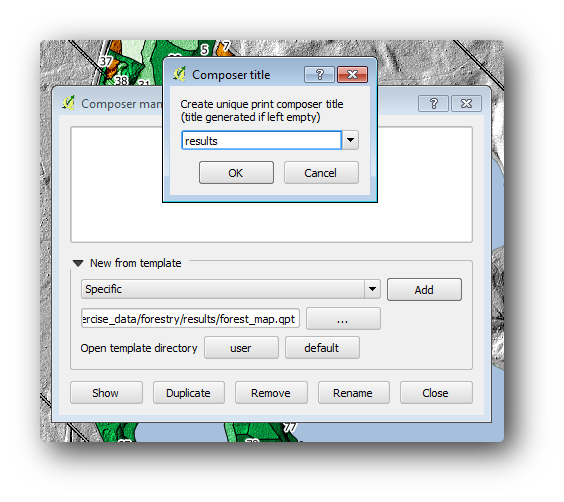 5
7
37
38
31
Composer title
Composer man
Create unique print composer title
(title generated if left empty)
results
OK
Cancel
New from template
Specific
Add
ercise_data/forestry/results/forest_map.qpt
...
Open template directory
user
default
Show
Duplicate
Remove
Rename
Close